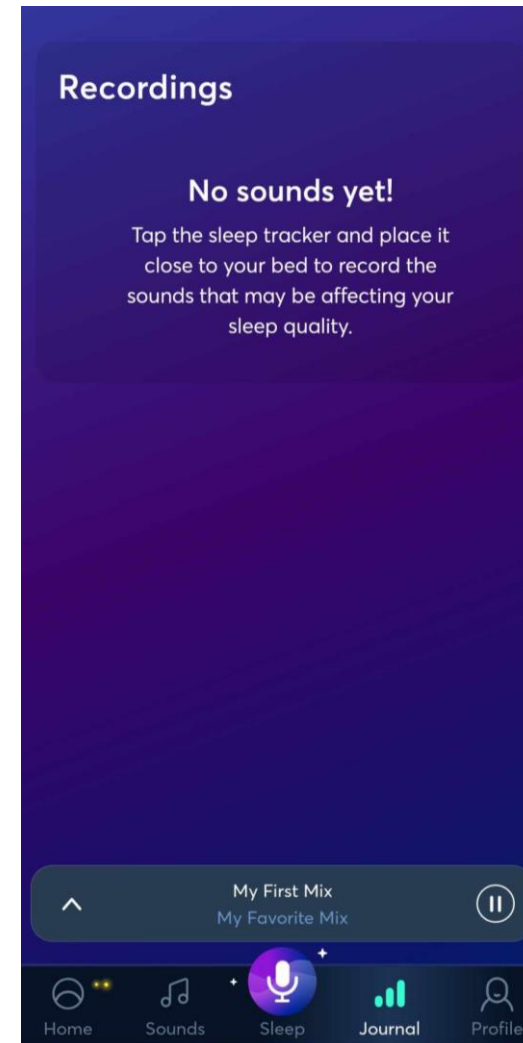 Recordings
No sounds yet!
Tap the sleep tracker and place it
close to your bed to record the
sounds that may be affecting your
sleep quality.
My First Mix
My Favorite Mix
Home
Sounds
Sleep
Journal
Profile